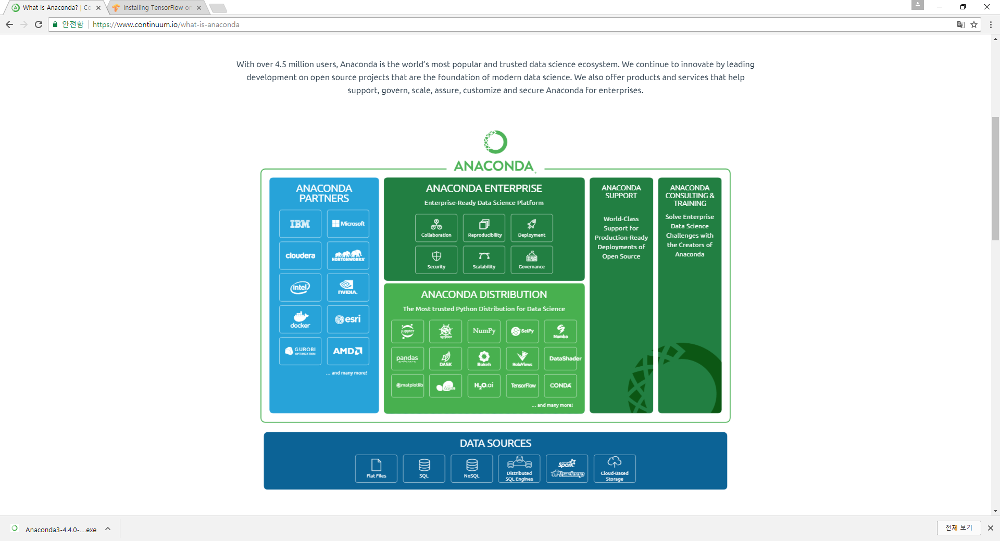 What Is Anaconda? | Co
Installing TensorFlow on
안전함
https://www.continuum.io/what-is-anaconda
With over 4.5 million users, Anaconda is the world's most popular and trusted data science ecosystem. We continue to innovate by leading
development on open source projects that are the foundation of modern data science. We also offer products and services that help
support, govern, scale, assure, customize and secure Anaconda for enterprises.
ANACONDA
ANACONDA
PARTNERS
IBM
Microsoft
cloudera
HORTONWORKS
intel
NVIDIA.
docker
esri
GUROBI
OPTIMIZATION
AMD
... and many more!
ANACONDA ENTERPRISE
Enterprise-Ready Data Science Platform
Collaboration
Reproducibility
Deployment
Security
Scalability
Governance
ANACONDA DISTRIBUTION
The Most trusted Python Distribution for Data Science
jupyter
spyder
NumPy
SciPy
Numba
pandas
DASK
Bokeh
HoloViews
DataShader
matplotlib
learn
H2O.ai
TensorFlow
CONDA
... and many more!
ANACONDA
SUPPORT
World-Class
Support for
Production-Ready
Deployments of
Open Source
ANACONDA
CONSULTING &
TRAINING
Solve Enterprise
Data Science
Challenges with
the Creators of
Anaconda
DATA SOURCES
Flat Files
SQL
NoSQL
Distributed
SQL Engines
Spark
hadoop
Cloud-Based
Storage
Anaconda3-4.4.0-....exe
전체 보기